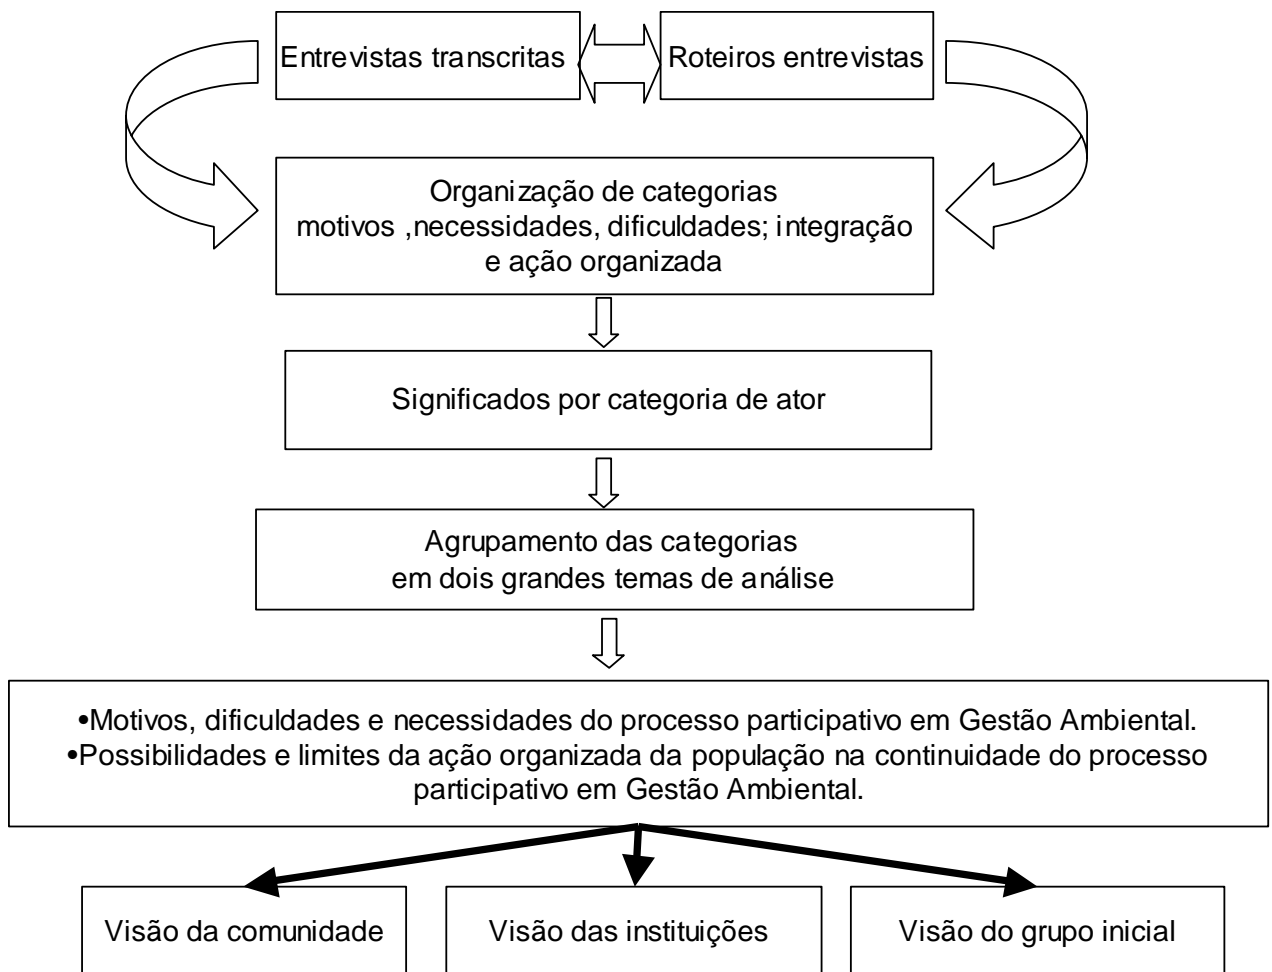 Entrevistas transcritas
Roteiros entrevistas
Organização de categorias
motivos ,necessidades, dificuldades; integração
e ação organizada
Significados por categoria de ator
Agrupamento das categorias
em dois grandes temas de análise
•Motivos, dificuldades e necessidades do processo participativo em Gestão Ambiental.
•Possibilidades e limites da ação organizada da população na continuidade do processo
participativo em Gestão Ambiental.
Visão da comunidade
Visão das instituições
Visão do grupo inicial